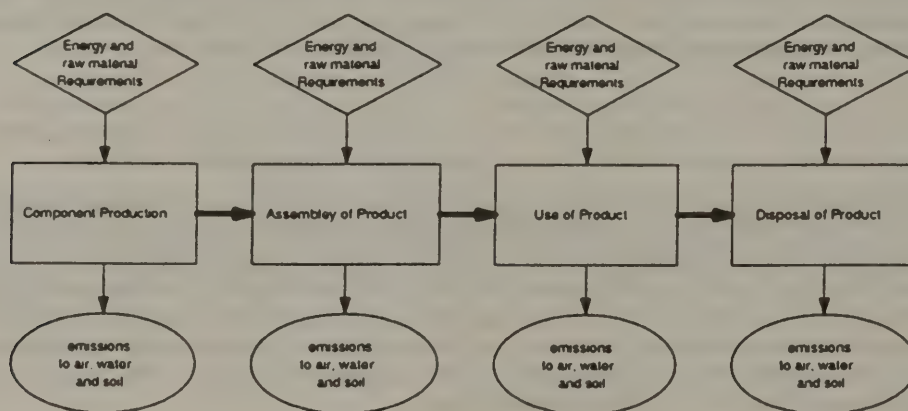 Energy and
raw material
Requirements
Energy and
raw material
Requirements
Energy and
raw material
Requirements
Energy and
raw material
Requirements
Component Production
Assembley of Product
Use of Product
Disposal of Product
emissions
to air, water
and soil
emissions
to air, water
and soil
emissions
to air, water
and soil
emissions
to air, water
and soil